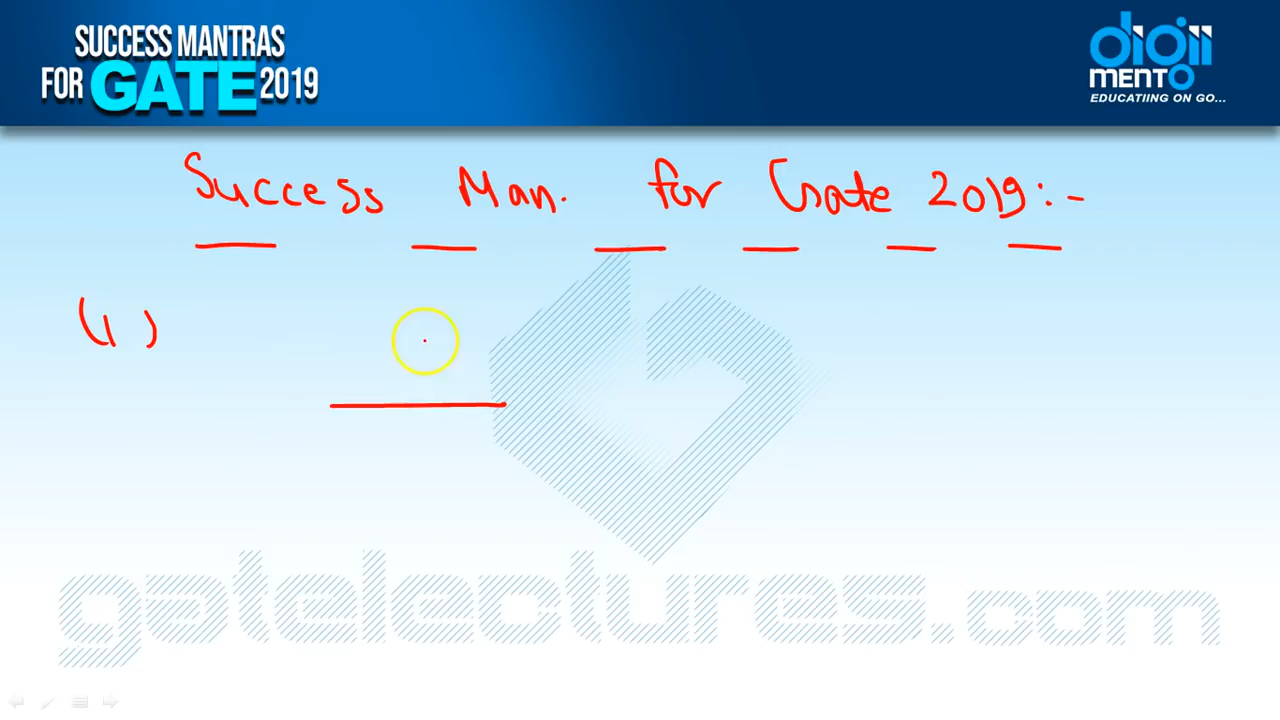 SUCCESS MANTRAS
FOR GATE 2019
digii
MENTO
EDUCATIING ON GO...
Success Man. for Gate 2019:-
(1)
gatelectures.com